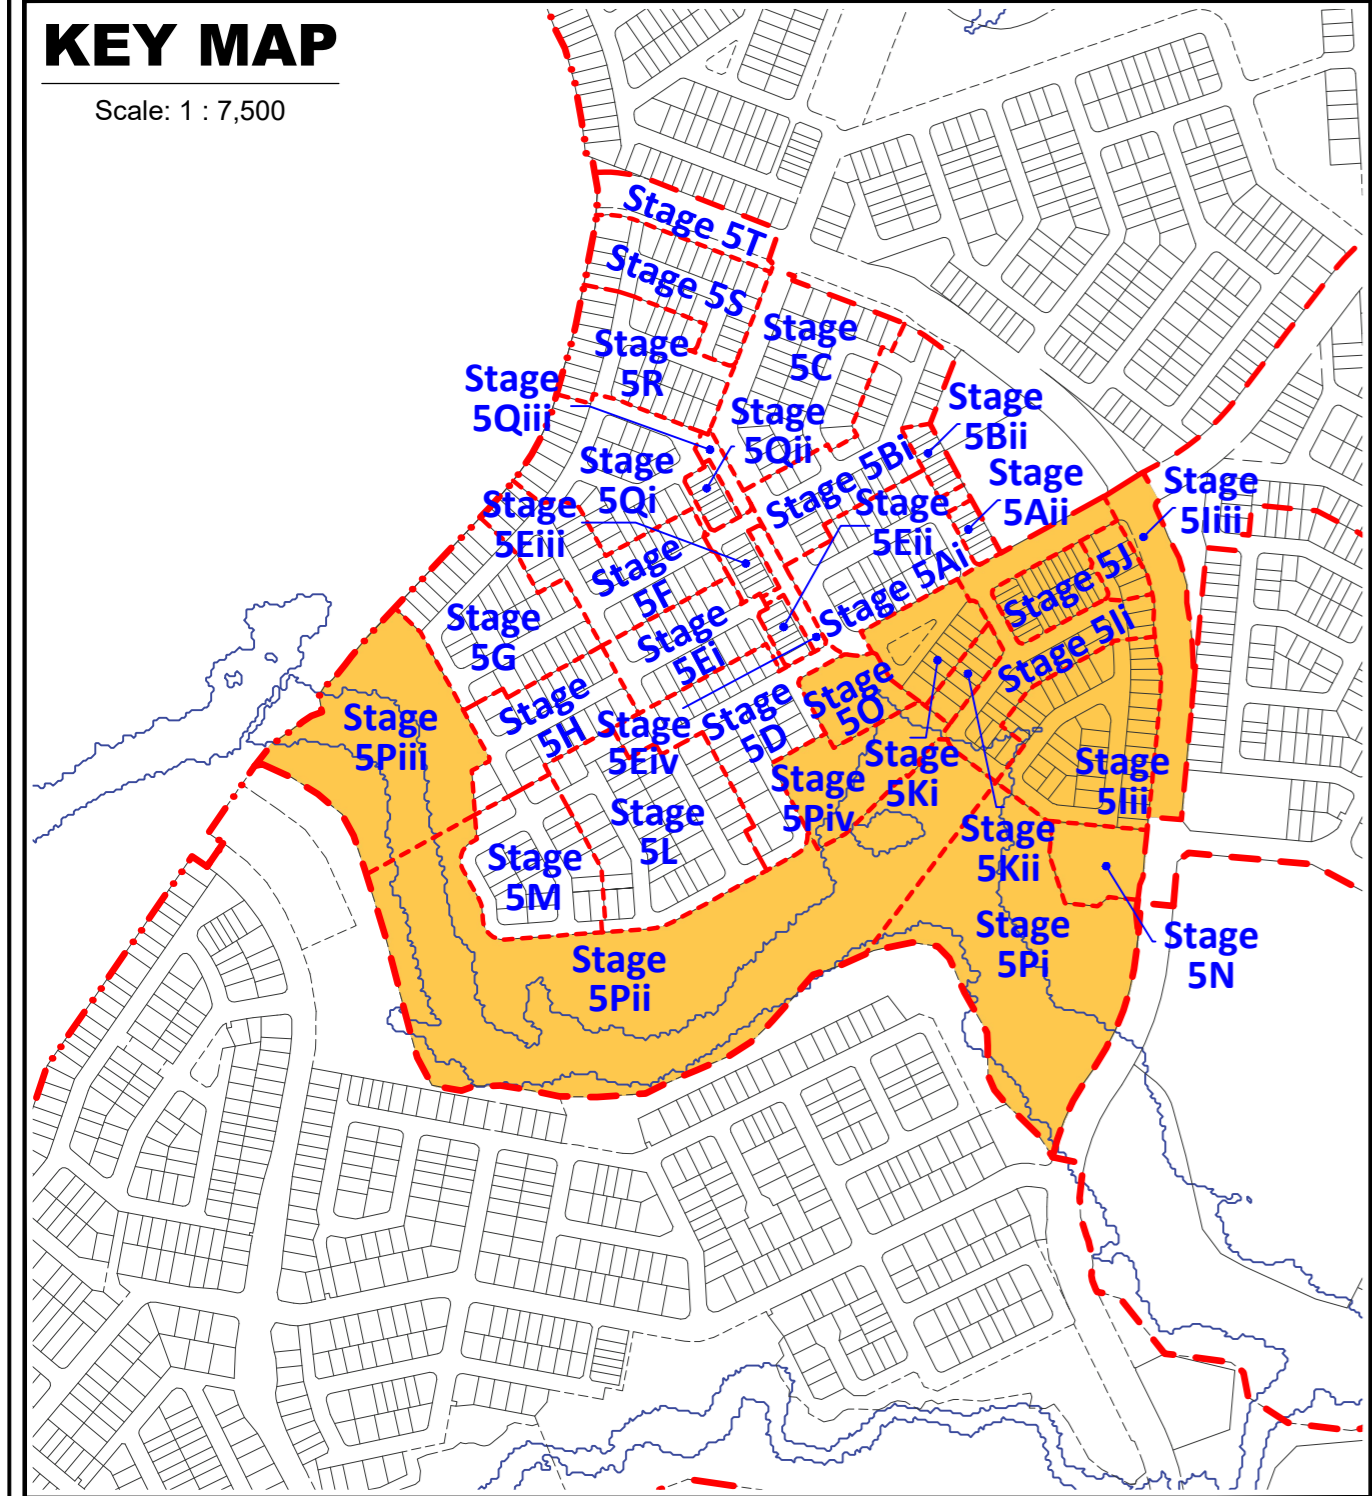 KEY MAP
Scale: 1 : 7,500
Stage 5T
Stage 5S
Stage
5C
Stage
5R
Stage
5Qiii
Stage
5Qii
Stage
5Bii
Stage 5Bi
Stage
5Qi
Stage
5Aii
Stage
5Iiii
Stage
5Eiii
Stage
5Eii
Stage
5F
Stage 5Ai
Stage 5J
Stage
5G
Stage
5Ei
Stage 5Ii
Stage
5O
Stage
5H
Stage
5D
Stage
5Piii
Stage
5Eiv
Stage
5Ki
Stage
5Iii
Stage
5Piv
Stage
5L
Stage
5Kii
Stage
5M
Stage
5Pi
Stage
5N
Stage
5Pii